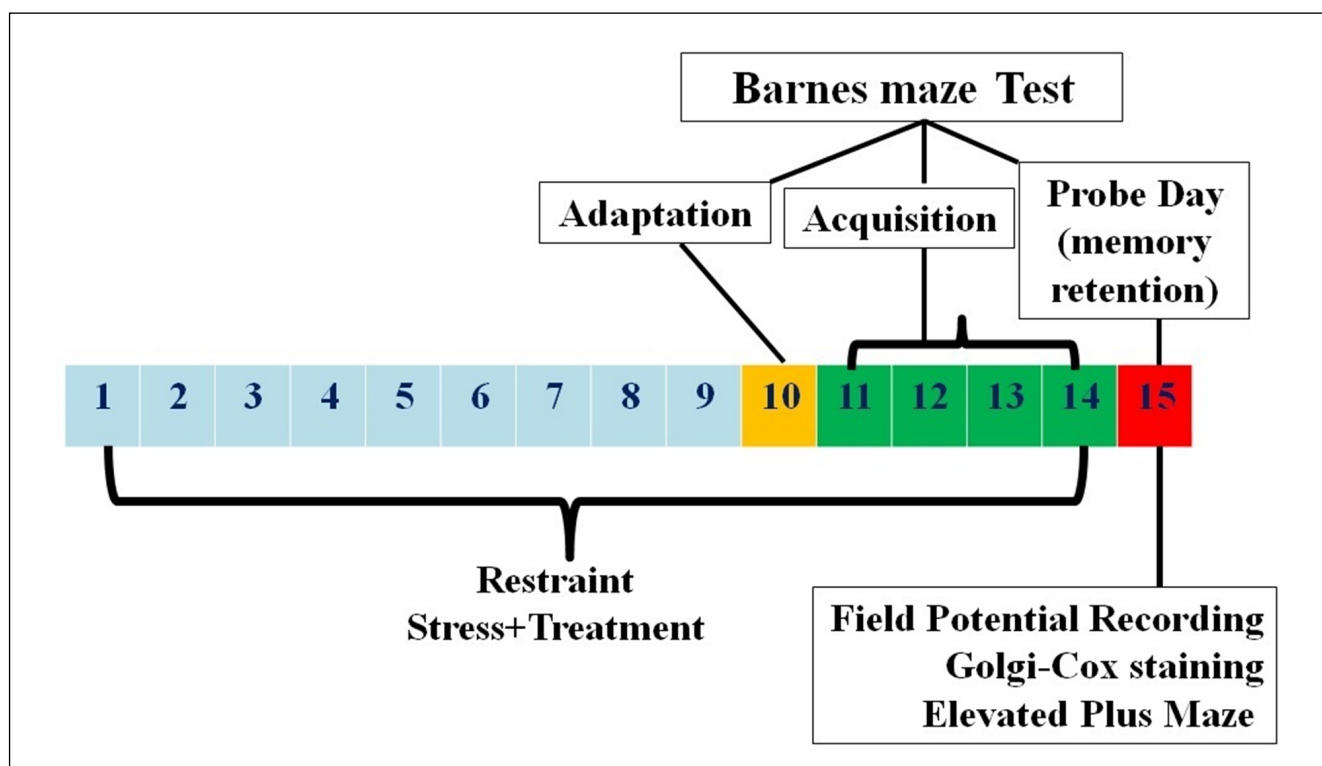 Barnes maze Test
Adaptation
Acquisition
Probe Day
(memory
retention)
1 2 3 4 5 6 7 8 9 10 11 12 13 14 15
Restraint
Stress+Treatment
Field Potential Recording
Golgi-Cox staining
Elevated Plus Maze